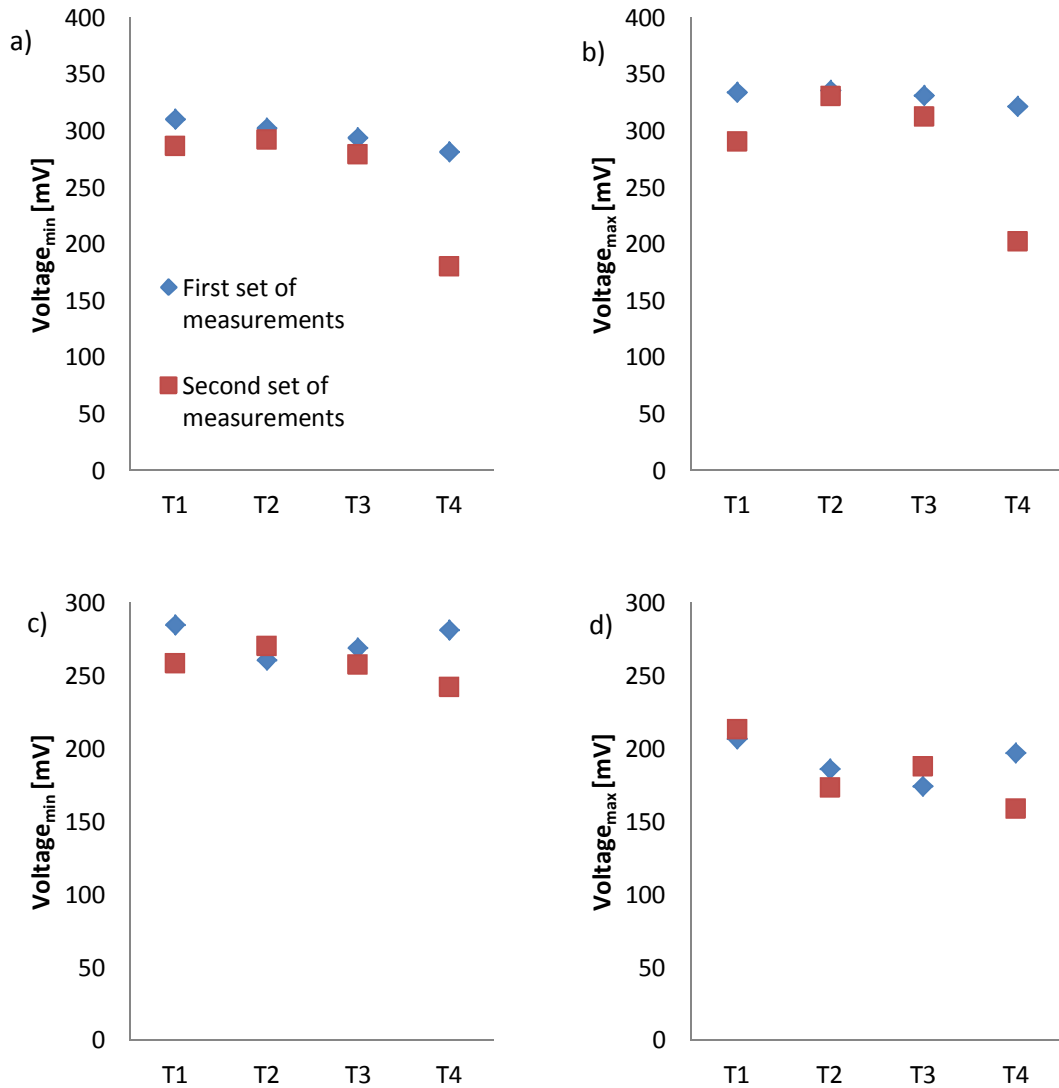 a)
400
350
300
250
200
150
100
50
0
Voltagemin [mV]
First set of
measurements
Second set of
measurements
T1 T2 T3 T4
b)
400
350
300
250
200
150
100
50
0
Voltagemax [mV]
T1 T2 T3 T4
c)
300
250
200
150
100
50
0
Voltagemin [mV]
T1 T2 T3 T4
d)
300
250
200
150
100
50
0
Voltagemax [mV]
T1 T2 T3 T4